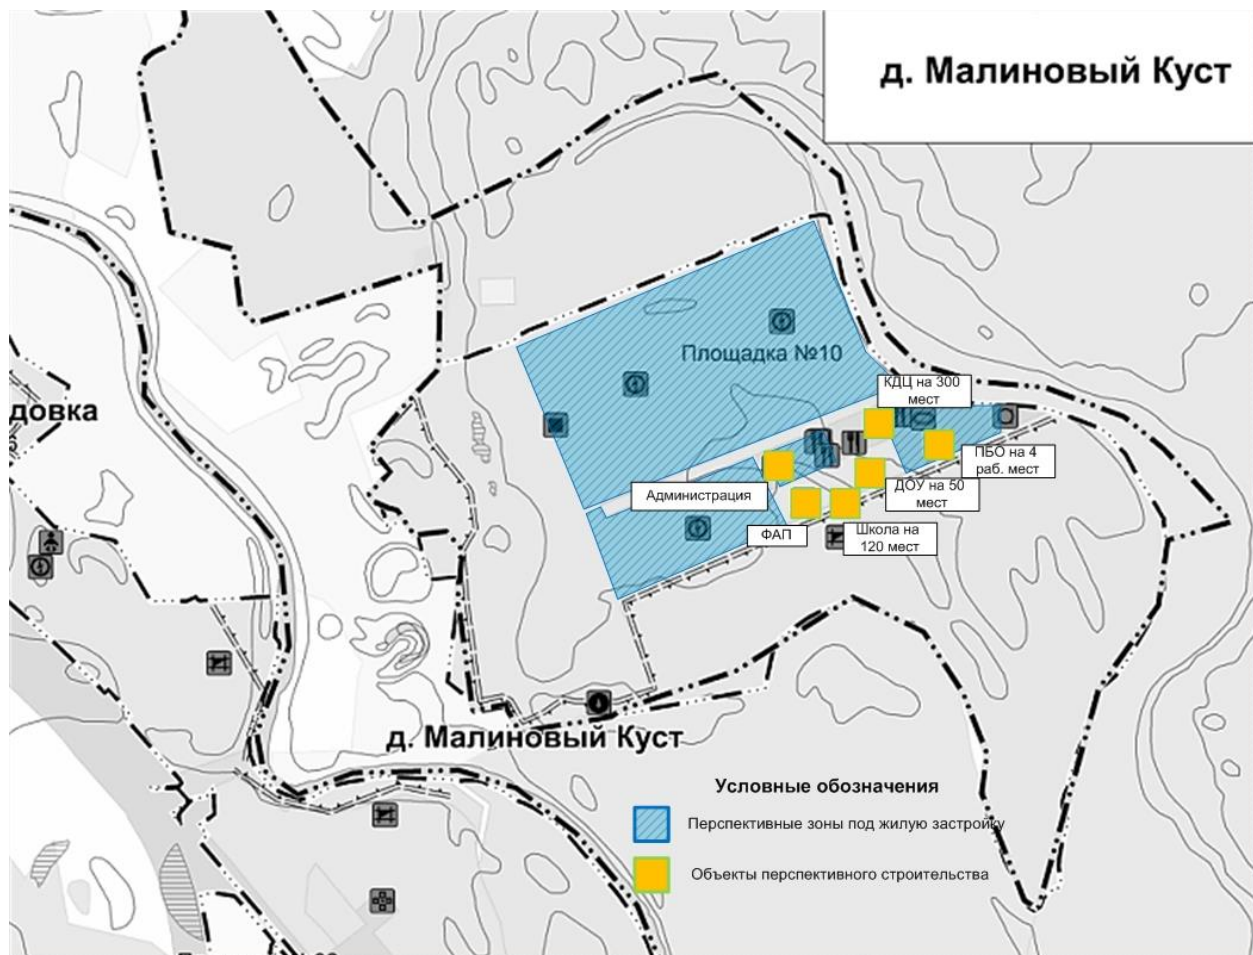 д. Малиновый Куст
довка
Площадка №10
КДЦ на 300
мест
ПБО на 4
раб. мест
ДОУ на 50
мест
Администрация
ФАП
Школа на
120 мест
д. Малиновый Куст
Условные обозначения
Перспективные зоны под жилую застройку
Объекты перспективного строительства